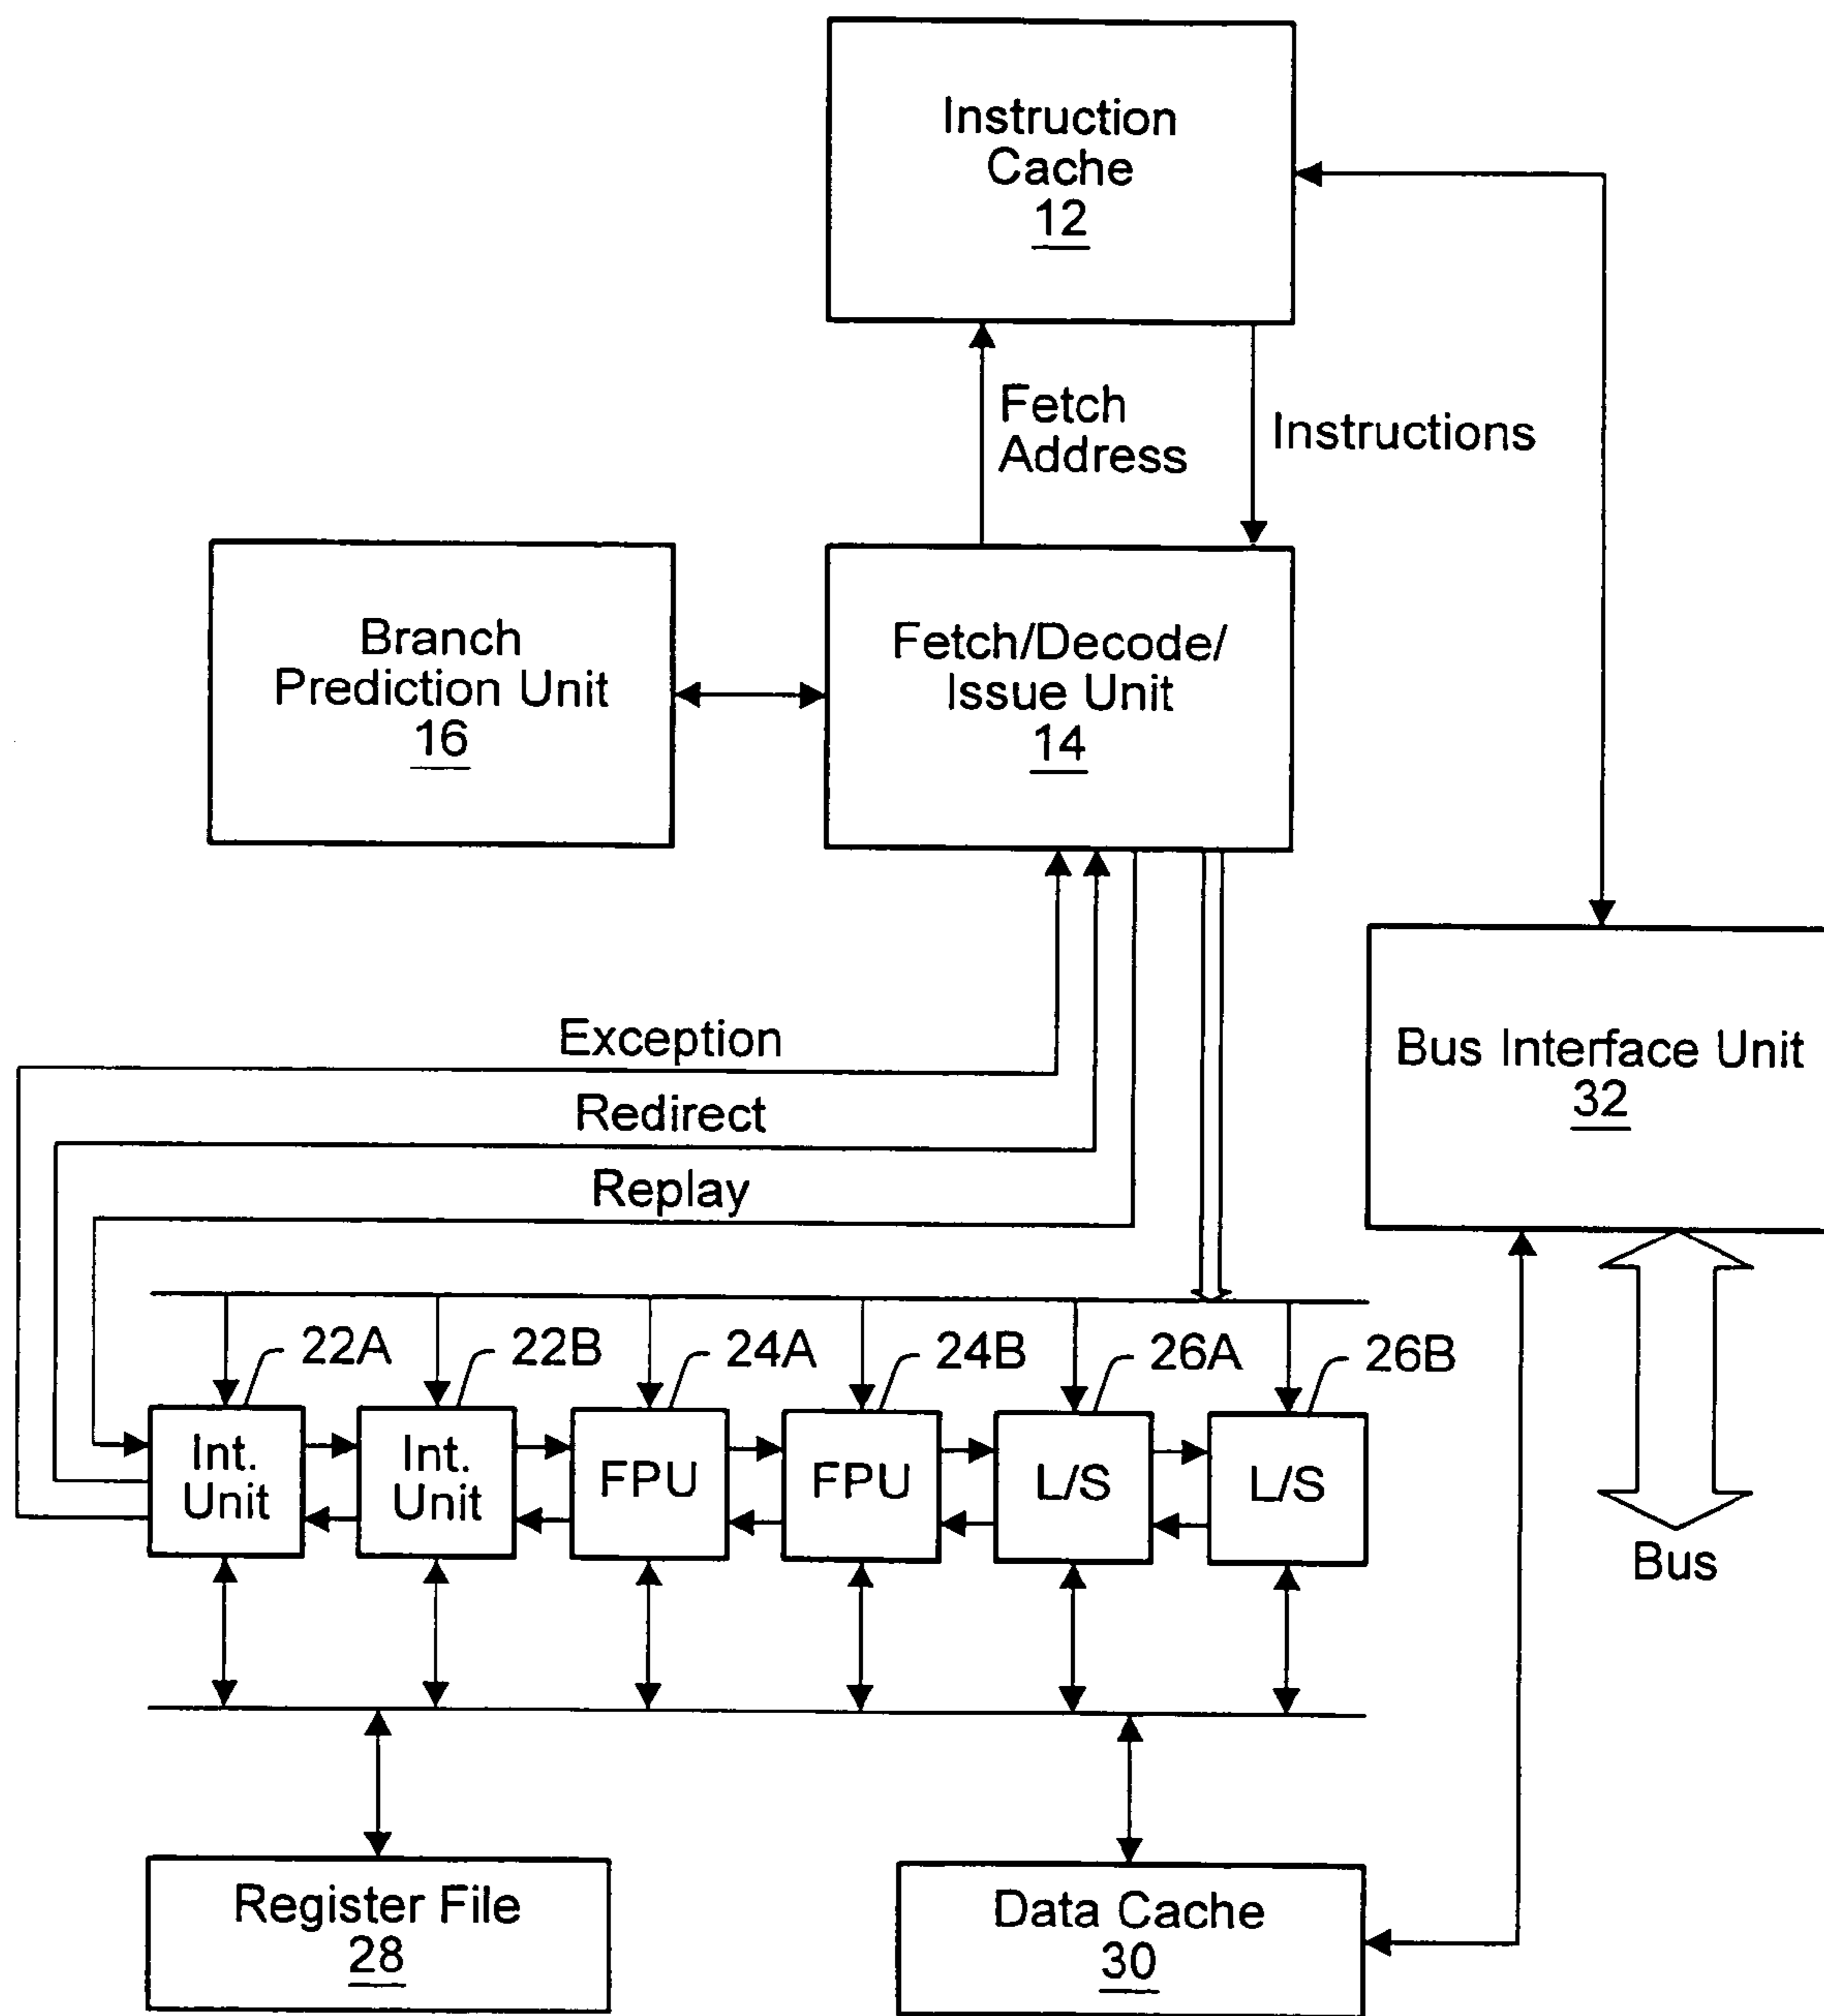 Instruction
Cache
12
Fetch
Address
Instructions
Branch
Prediction Unit
16
Fetch/Decode/
Issue Unit
14
Bus Interface Unit
32
Exception
Redirect
Replay
22A
22B
24A
24B
26A
26B
Int.
Unit
Int.
Unit
FPU
FPU
L/S
L/S
Bus
Register File
28
Data Cache
30